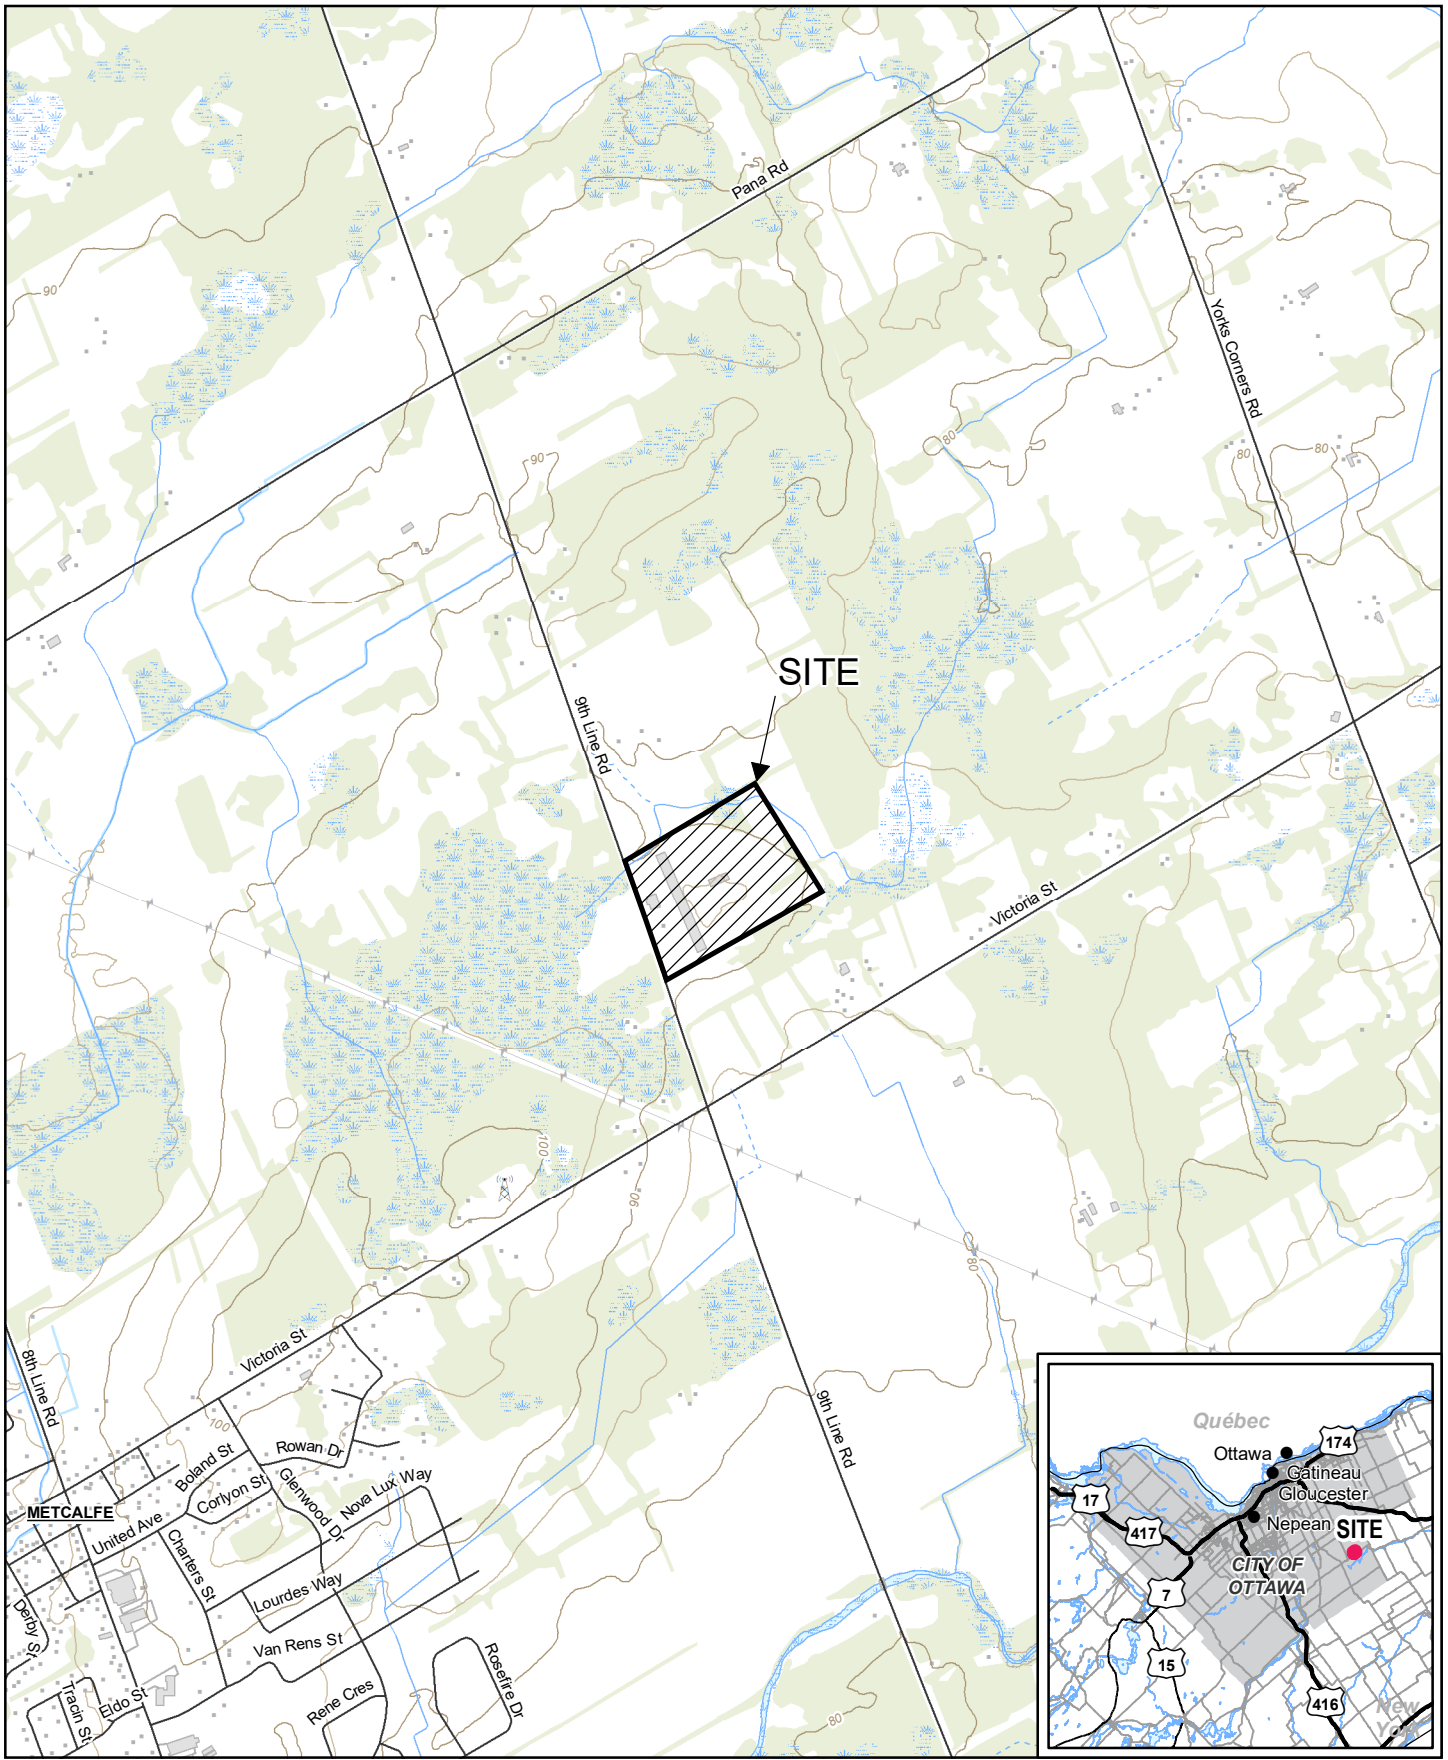 Pana Rd
90
Yorks Corners Rd
80
80
80
90
SITE
9th Line Rd
Victoria St
100
90
80
Victoria St
8th Line Rd
9th Line Rd
100
Rowan Dr
Boland St
Corlyon St
Glenwood Dr
Nova Lux Way
METCALFE
United Ave
Charters St
Lourdes Way
Derby St
Van Rens St
Rosefire Dr
Tracin St
Eldo St
Rene Cres
80
Québec
174
Ottawa
Gatineau
Gloucester
17
Nepean
SITE
417
CITY OF
OTTAWA
7
15
416
New
York